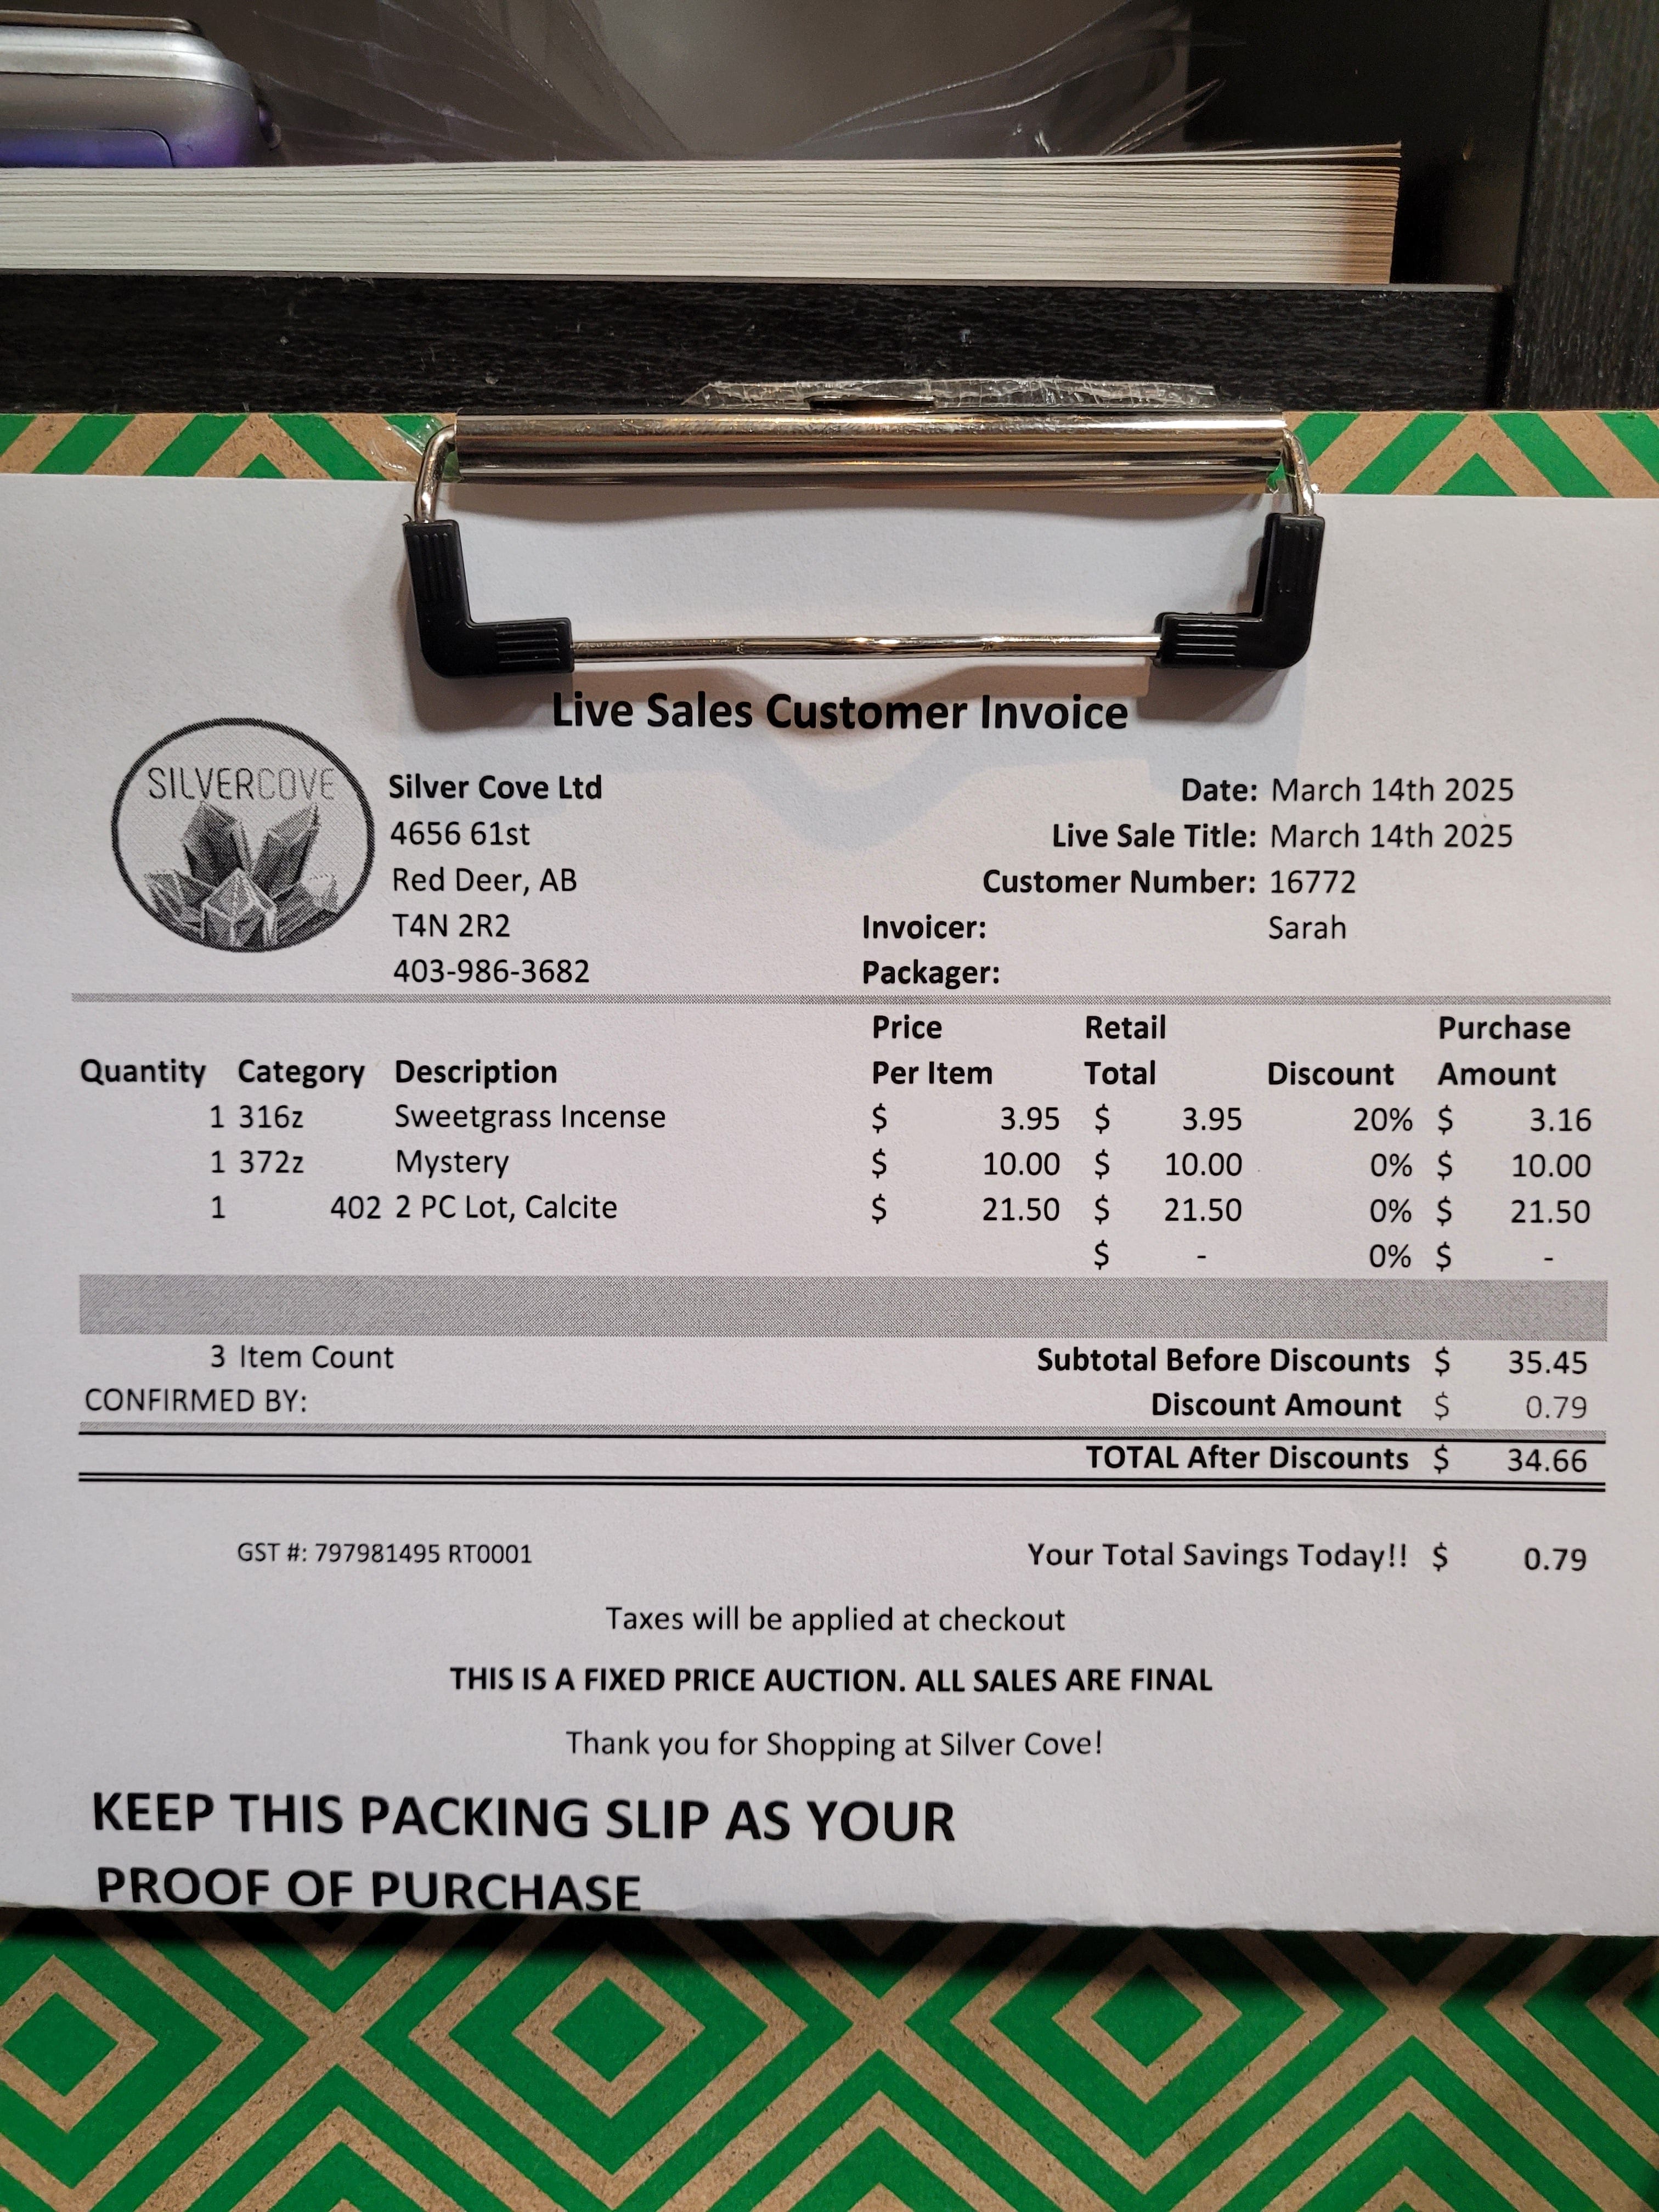 Live Sales Customer Invoice
SILVERCOVE
Silver Cove Ltd
4656 61st
Red Deer, AB
T4N 2R2
403-986-3682
Date: March 14th 2025
Live Sale Title: March 14th 2025
Customer Number: 16772
Invoicer: Sarah
Packager:
Price Retail Purchase
Quantity Category Description Per Item Total Discount Amount
1 316z Sweetgrass Incense $ 3.95 $ 3.95 20% $ 3.16
1 372z Mystery $ 10.00 $ 10.00 0% $ 10.00
1 402 2 PC Lot, Calcite $ 21.50 $ 21.50 0% $ 21.50
$ - 0% $ -
3 Item Count Subtotal Before Discounts $ 35.45
CONFIRMED BY: Discount Amount $ 0.79
TOTAL After Discounts $ 34.66
GST #: 797981495 RT0001 Your Total Savings Today!! $ 0.79
Taxes will be applied at checkout
THIS IS A FIXED PRICE AUCTION. ALL SALES ARE FINAL
Thank you for Shopping at Silver Cove!
KEEP THIS PACKING SLIP AS YOUR
PROOF OF PURCHASE